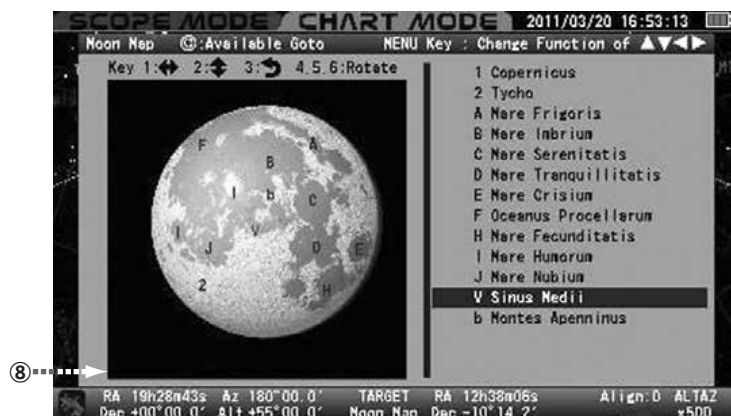 SCOPE MODE CHART MODE 2011/03/20 16:53:13
Moon Map Ⓖ:Available Goto MENU Key : Change Function of ▲▼◀▶
Key 1:↔ 2:↕ 3:⮌ 4.5.6:Rotate
1 Copernicus
2 Tycho
A Mare Frigoris
B Mare Imbrium
C Mare Serenitatis
D Mare Tranquillitatis
E Mare Crisium
F Oceanus Procellarum
H Mare Fecunditatis
I Mare Humorum
J Mare Nubium
V Sinus Medii
b Montes Apenninus
F A
B
1 b C
V
I J D E
2 H
⑧
RA 19h28m43s Az 180°00.0' TARGET RA 12h38m06s Align:0 ALTAZ
Dec +00°00.0' Alt +55°00.0' Moon Map Dec -10°14.2' x500